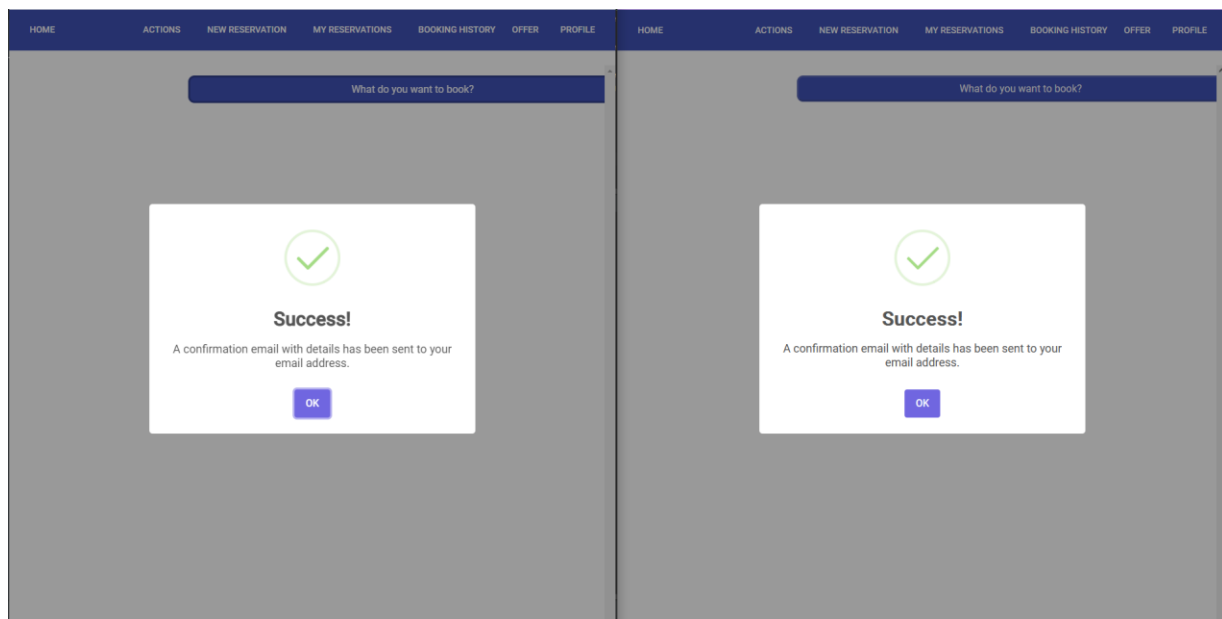 HOME ACTIONS NEW RESERVATION MY RESERVATIONS BOOKING HISTORY OFFER PROFILE
What do you want to book?
Success!
A confirmation email with details has been sent to your
email address.
OK
HOME ACTIONS NEW RESERVATION MY RESERVATIONS BOOKING HISTORY OFFER PROFILE
What do you want to book?
Success!
A confirmation email with details has been sent to your
email address.
OK